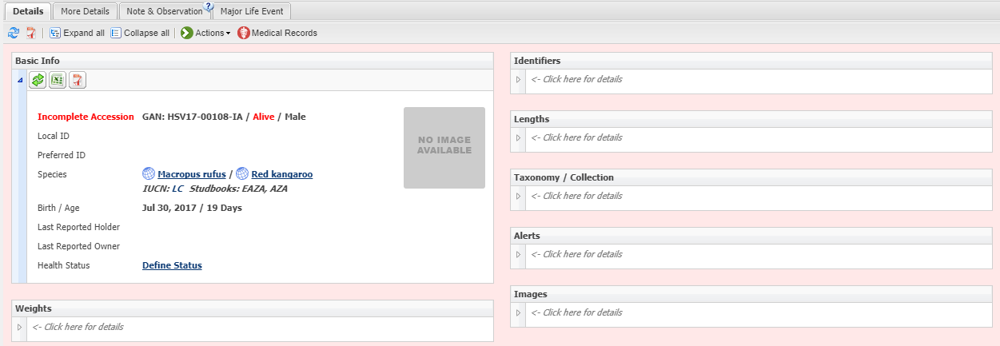 Details More Details Note & Observation ? Major Life Event
Expand all Collapse all Actions Medical Records
Basic Info
Incomplete Accession GAN: HSV17-00108-IA / Alive / Male
Local ID
Preferred ID
Species Macropus rufus / Red kangaroo
IUCN: LC Studbooks: EAZA, AZA
Birth / Age Jul 30, 2017 / 19 Days
Last Reported Holder
Last Reported Owner
Health Status Define Status
NO IMAGE
AVAILABLE
Weights
<- Click here for details
Identifiers
<- Click here for details
Lengths
<- Click here for details
Taxonomy / Collection
<- Click here for details
Alerts
<- Click here for details
Images
<- Click here for details